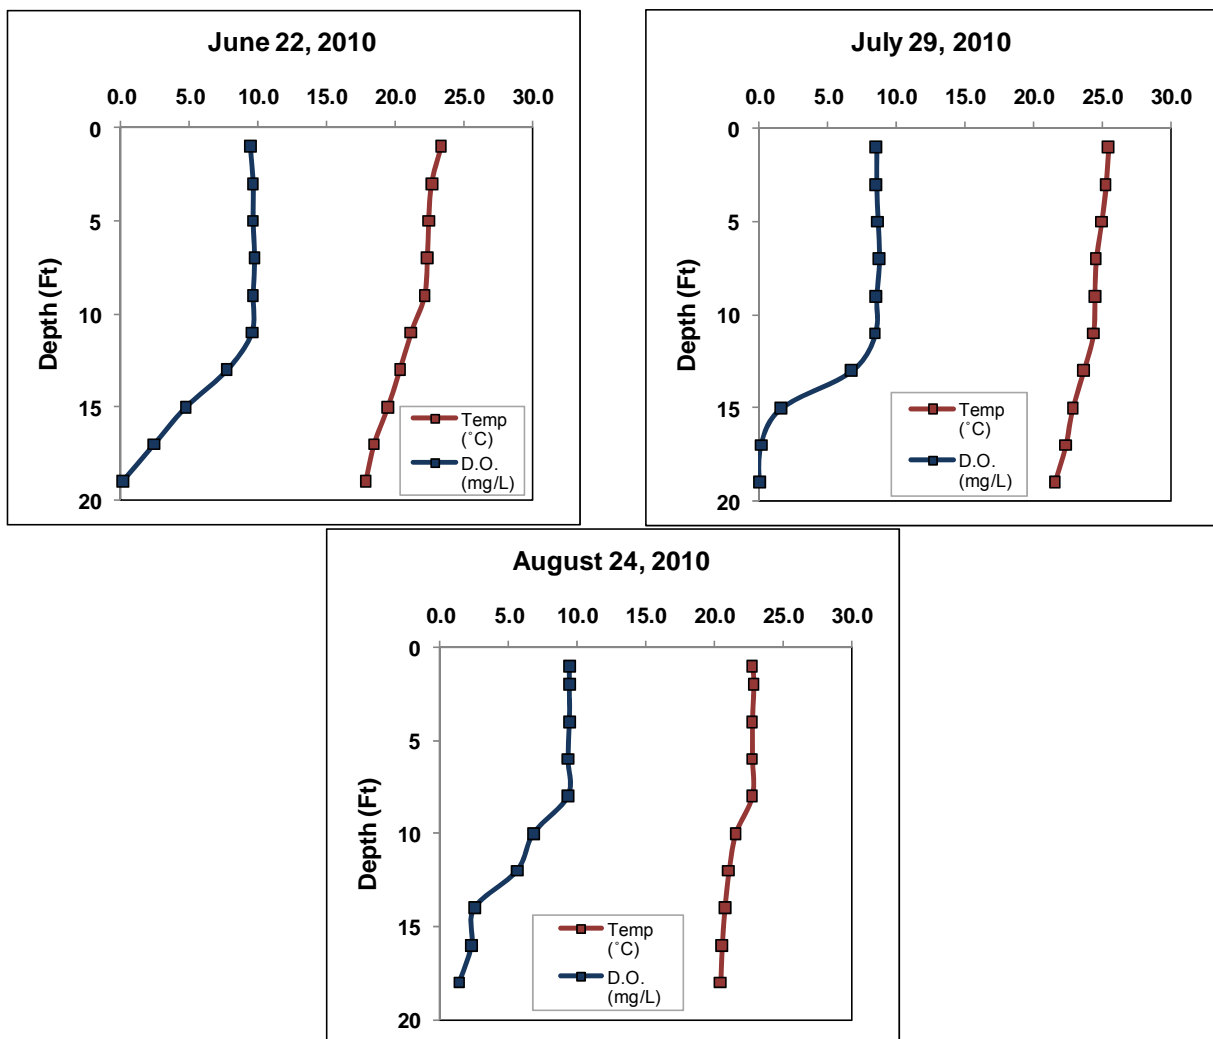 June 22, 2010
0.0 5.0 10.0 15.0 20.0 25.0 30.0
0
5
10
15
20
Depth (Ft)
Temp
(˚C)
D.O.
(mg/L)
July 29, 2010
0.0 5.0 10.0 15.0 20.0 25.0 30.0
0
5
10
15
20
Depth (Ft)
Temp
(˚C)
D.O.
(mg/L)
August 24, 2010
0.0 5.0 10.0 15.0 20.0 25.0 30.0
0
5
10
15
20
Depth (Ft)
Temp
(˚C)
D.O.
(mg/L)